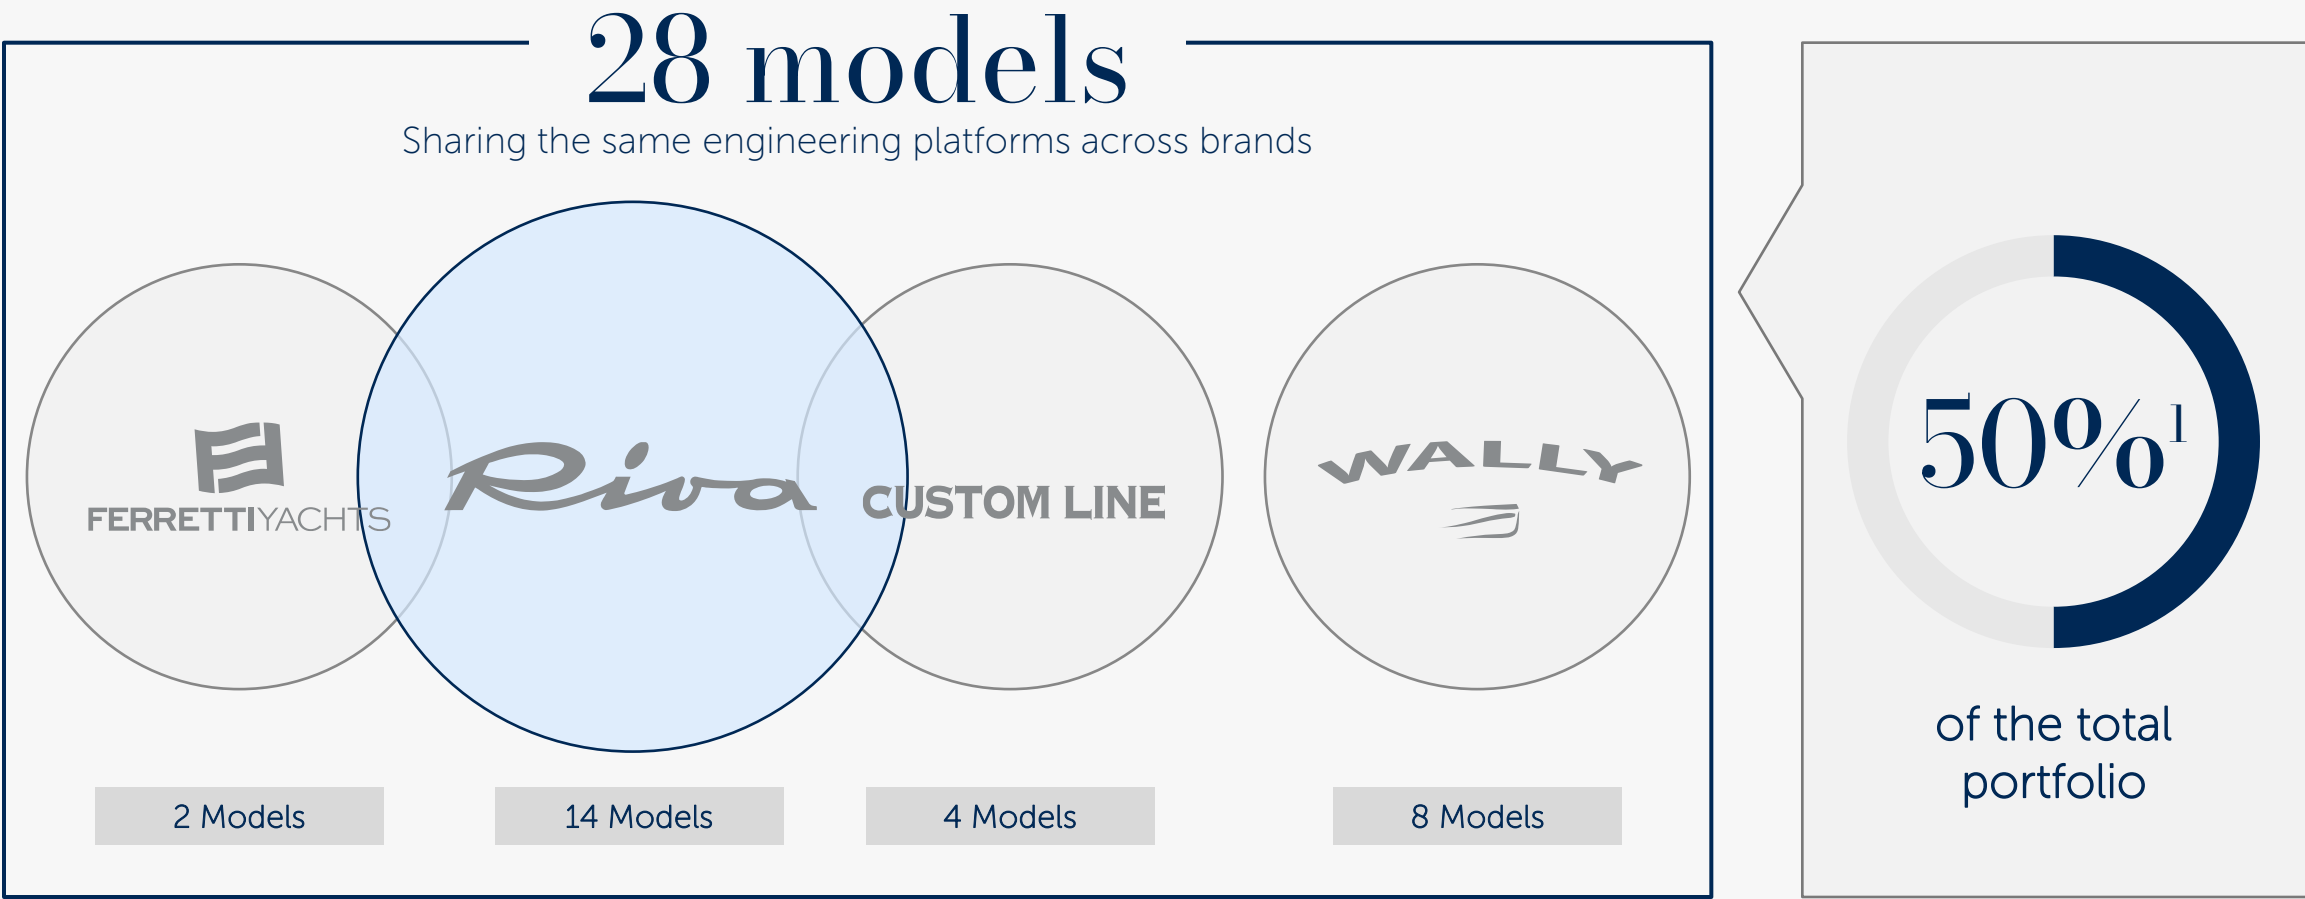 28 models
Sharing the same engineering platforms across brands
FERRETTIYACHTS
Riva
CUSTOM LINE
WALLY
2 Models
14 Models
4 Models
8 Models
50%¹
of the total
portfolio